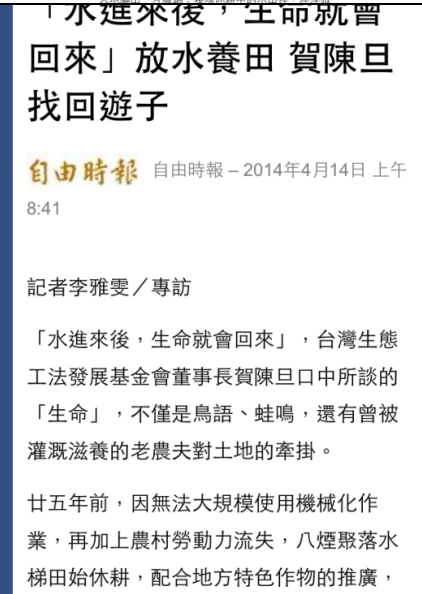 「水進來後，生命就會
回來」放水養田 賀陳旦
找回遊子
自由時報 自由時報 – 2014年4月14日 上午
8:41
記者李雅雯／專訪
「水進來後，生命就會回來」，台灣生態
工法發展基金會董事長賀陳旦口中所談的
「生命」，不僅是鳥語、蛙鳴，還有曾被
灌溉滋養的老農夫對土地的牽掛。
廿五年前，因無法大規模使用機械化作
業，再加上農村勞動力流失，八煙聚落水
梯田始休耕，配合地方特色作物的推廣，